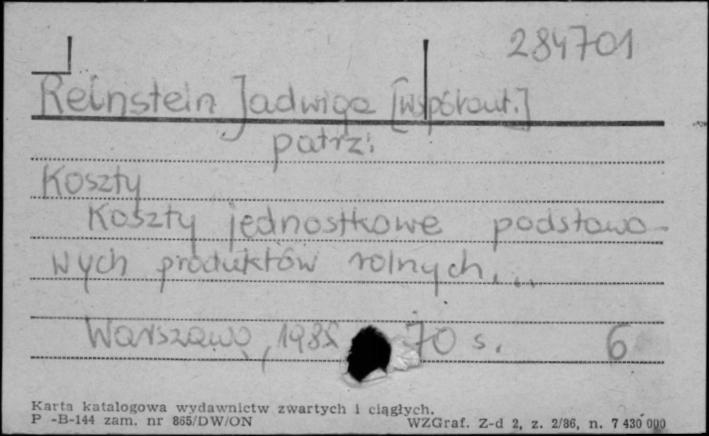 284701
Reinstein Jadwiga [współaut.]
patrz:
Koszty
Koszty jednostkowe podstawo-
wych produktów rolnych...
Warszawa, 70 s. 6
Karta katalogowa wydawnictw zwartych i ciągłych.
P -B-144 zam. nr 865/DW/ON WZGraf. Z-d 2, z. 2/86, n. 7 430 000